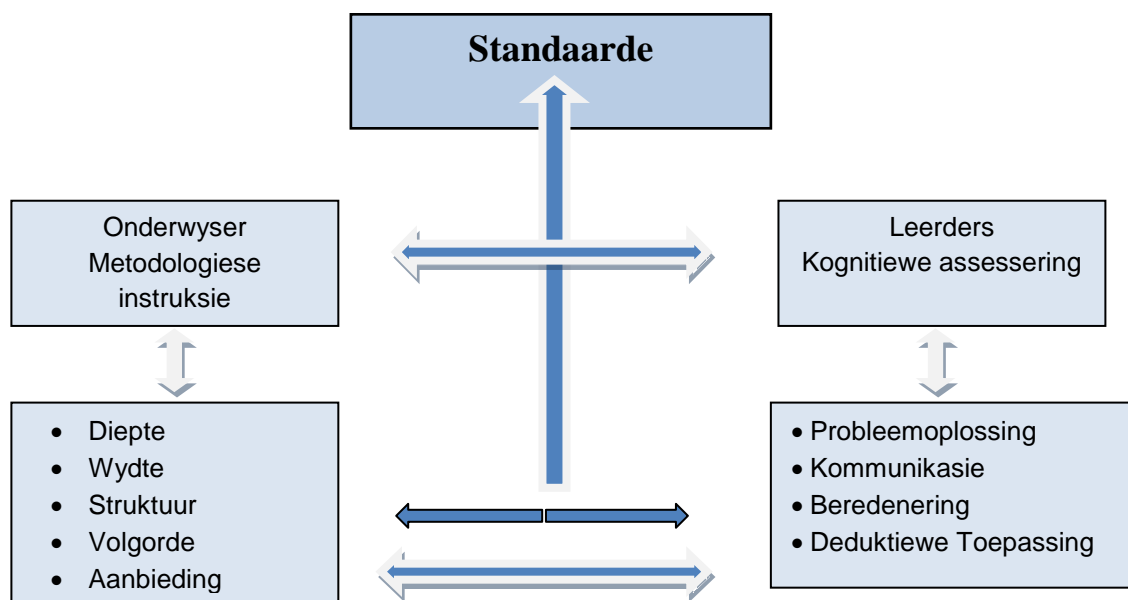 Standaarde
Onderwyser
Metodologiese
instruksie
Leerders
Kognitiewe assessering
• Diepte
• Wydte
• Struktuur
• Volgorde
• Aanbieding
• Probleemoplossing
• Kommunikasie
• Beredenering
• Deduktiewe Toepassing